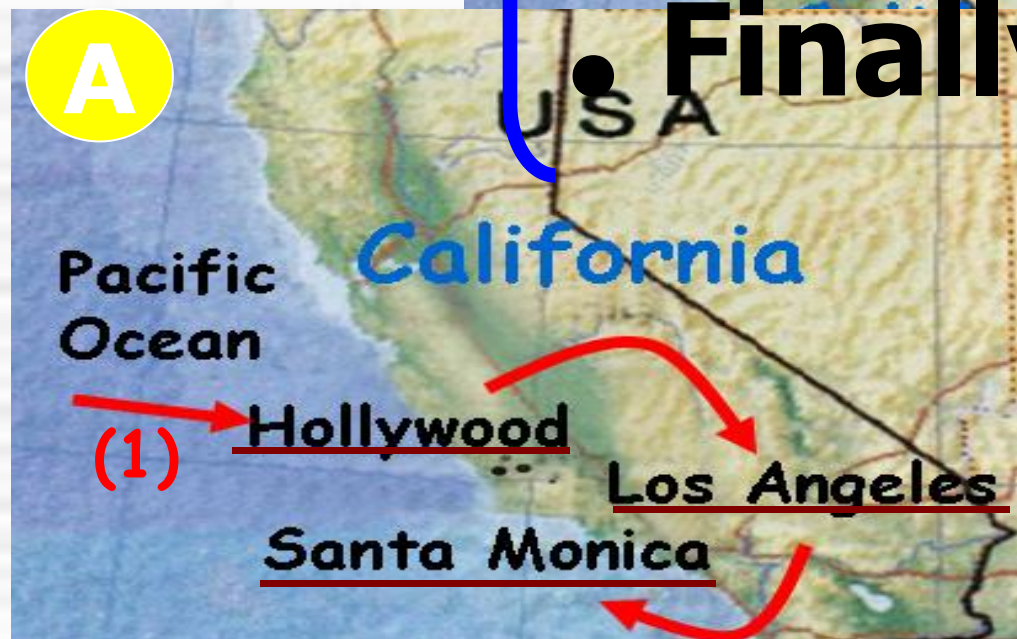 A
• Finally
USA
California
Pacific
Ocean
(1)
Hollywood
Los Angeles
Santa Monica